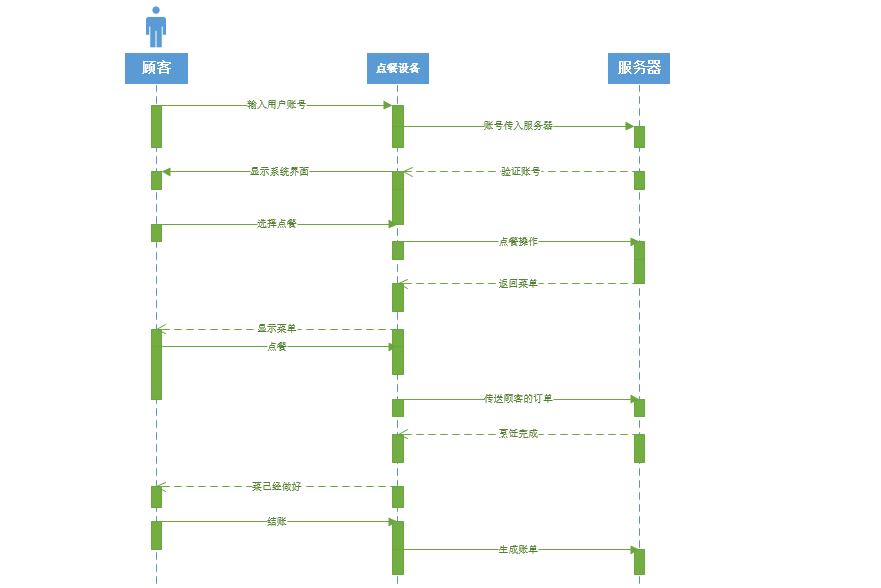 顾客
点餐设备
服务器
输入用户账号
账号传入服务器
显示系统界面
验证账号
选择点餐
点餐操作
返回菜单
显示菜单
点餐
传送顾客的订单
烹饪完成
菜已经做好
结账
生成账单